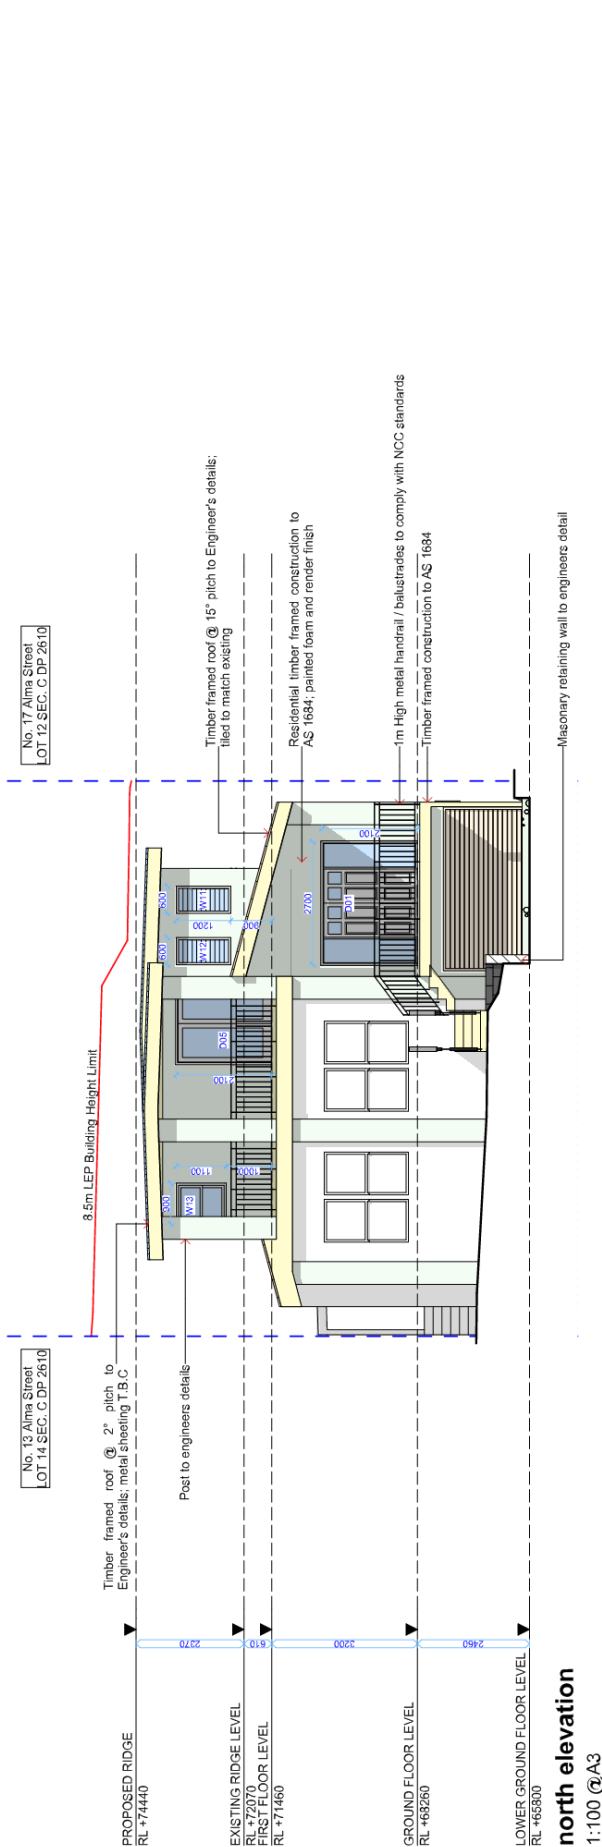 No. 13 Alma Street
LOT 14 SEC. C DP 2610
No. 17 Alma Street
LOT 12 SEC. C DP 2610
8.5m LEP Building Height Limit
Timber framed roof @ 2° pitch to
Engineer's details; metal sheeting T.B.C
Post to engineers details
Timber framed roof @ 15° pitch to Engineer's details;
tiled to match existing
Residential timber framed construction to
AS 1684; painted foam and render finish
1m High metal handrail / balustrades to comply with NCC standards
Timber framed construction to AS 1684
Masonary retaining wall to engineers detail
PROPOSED RIDGE
RL +74440
EXISTING RIDGE LEVEL
RL +72070
FIRST FLOOR LEVEL
RL +71460
GROUND FLOOR LEVEL
RL +68260
LOWER GROUND FLOOR LEVEL
RL +65800
2370
610
3200
2460
900
W13
1100
1000
2100
D05
600
600
W12
W11
1200
900
2700
D01
2100
north elevation
1:100 @A3